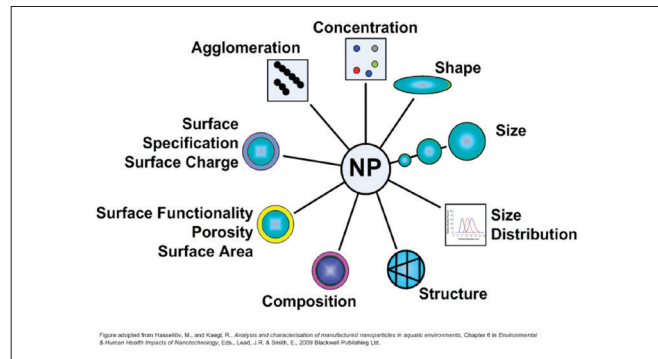 Concentration
Agglomeration
Shape
Surface
Specification
Surface Charge
Size
NP
Surface Functionality
Porosity
Surface Area
Size
Distribution
Composition
Structure
Figure adopted from Hassellöv, M., and Kaegi, R., Analysis and characterisation of manufactured nanoparticles in aquatic environments, Chapter 6 in Environmental
& Human Health Impacts of Nanotechnology, Eds., Lead, J.R. & Smith, E., 2009 Blackwell Publishing Ltd.